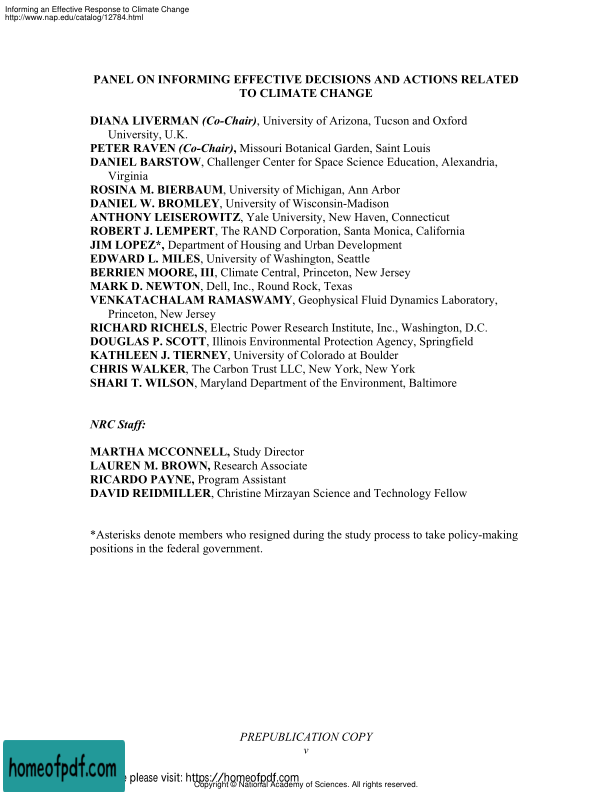 Informing an Effective Response to Climate Change
http://www.nap.edu/catalog/12784.html
PANEL ON INFORMING EFFECTIVE DECISIONS AND ACTIONS RELATED
TO CLIMATE CHANGE
DIANA LIVERMAN (Co-Chair), University of Arizona, Tucson and Oxford
University, U.K.
PETER RAVEN (Co-Chair), Missouri Botanical Garden, Saint Louis
DANIEL BARSTOW, Challenger Center for Space Science Education, Alexandria,
Virginia
ROSINA M. BIERBAUM, University of Michigan, Ann Arbor
DANIEL W. BROMLEY, University of Wisconsin-Madison
ANTHONY LEISEROWITZ, Yale University, New Haven, Connecticut
ROBERT J. LEMPERT, The RAND Corporation, Santa Monica, California
JIM LOPEZ*, Department of Housing and Urban Development
EDWARD L. MILES, University of Washington, Seattle
BERRIEN MOORE, III, Climate Central, Princeton, New Jersey
MARK D. NEWTON, Dell, Inc., Round Rock, Texas
VENKATACHALAM RAMASWAMY, Geophysical Fluid Dynamics Laboratory,
Princeton, New Jersey
RICHARD RICHELS, Electric Power Research Institute, Inc., Washington, D.C.
DOUGLAS P. SCOTT, Illinois Environmental Protection Agency, Springfield
KATHLEEN J. TIERNEY, University of Colorado at Boulder
CHRIS WALKER, The Carbon Trust LLC, New York, New York
SHARI T. WILSON, Maryland Department of the Environment, Baltimore
NRC Staff:
MARTHA MCCONNELL, Study Director
LAUREN M. BROWN, Research Associate
RICARDO PAYNE, Program Assistant
DAVID REIDMILLER, Christine Mirzayan Science and Technology Fellow
*Asterisks denote members who resigned during the study process to take policy-making
positions in the federal government.
PREPUBLICATION COPY
v
homeofpdf.com
please visit: https://homeofpdf.com
Copyright © National Academy of Sciences. All rights reserved.